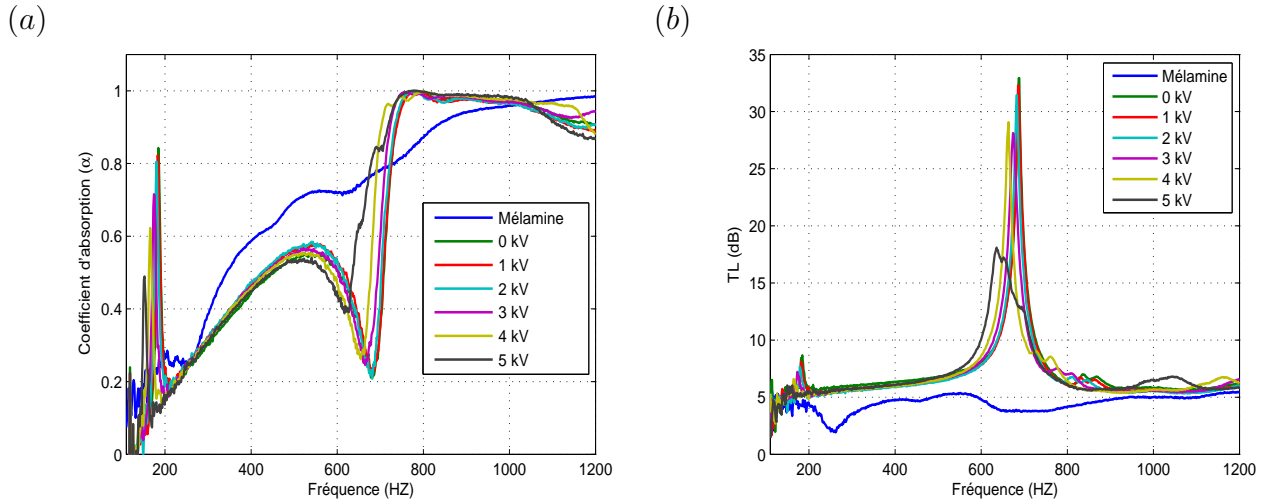 (a)
Coefficient d'absorption (α)
1
0.8
0.6
0.4
0.2
0
200
400
600
800
1000
1200
Fréquence (HZ)
Mélamine
0 kV
1 kV
2 kV
3 kV
4 kV
5 kV
(b)
TL (dB)
35
30
25
20
15
10
5
0
200
400
600
800
1000
1200
Fréquence (HZ)
Mélamine
0 kV
1 kV
2 kV
3 kV
4 kV
5 kV